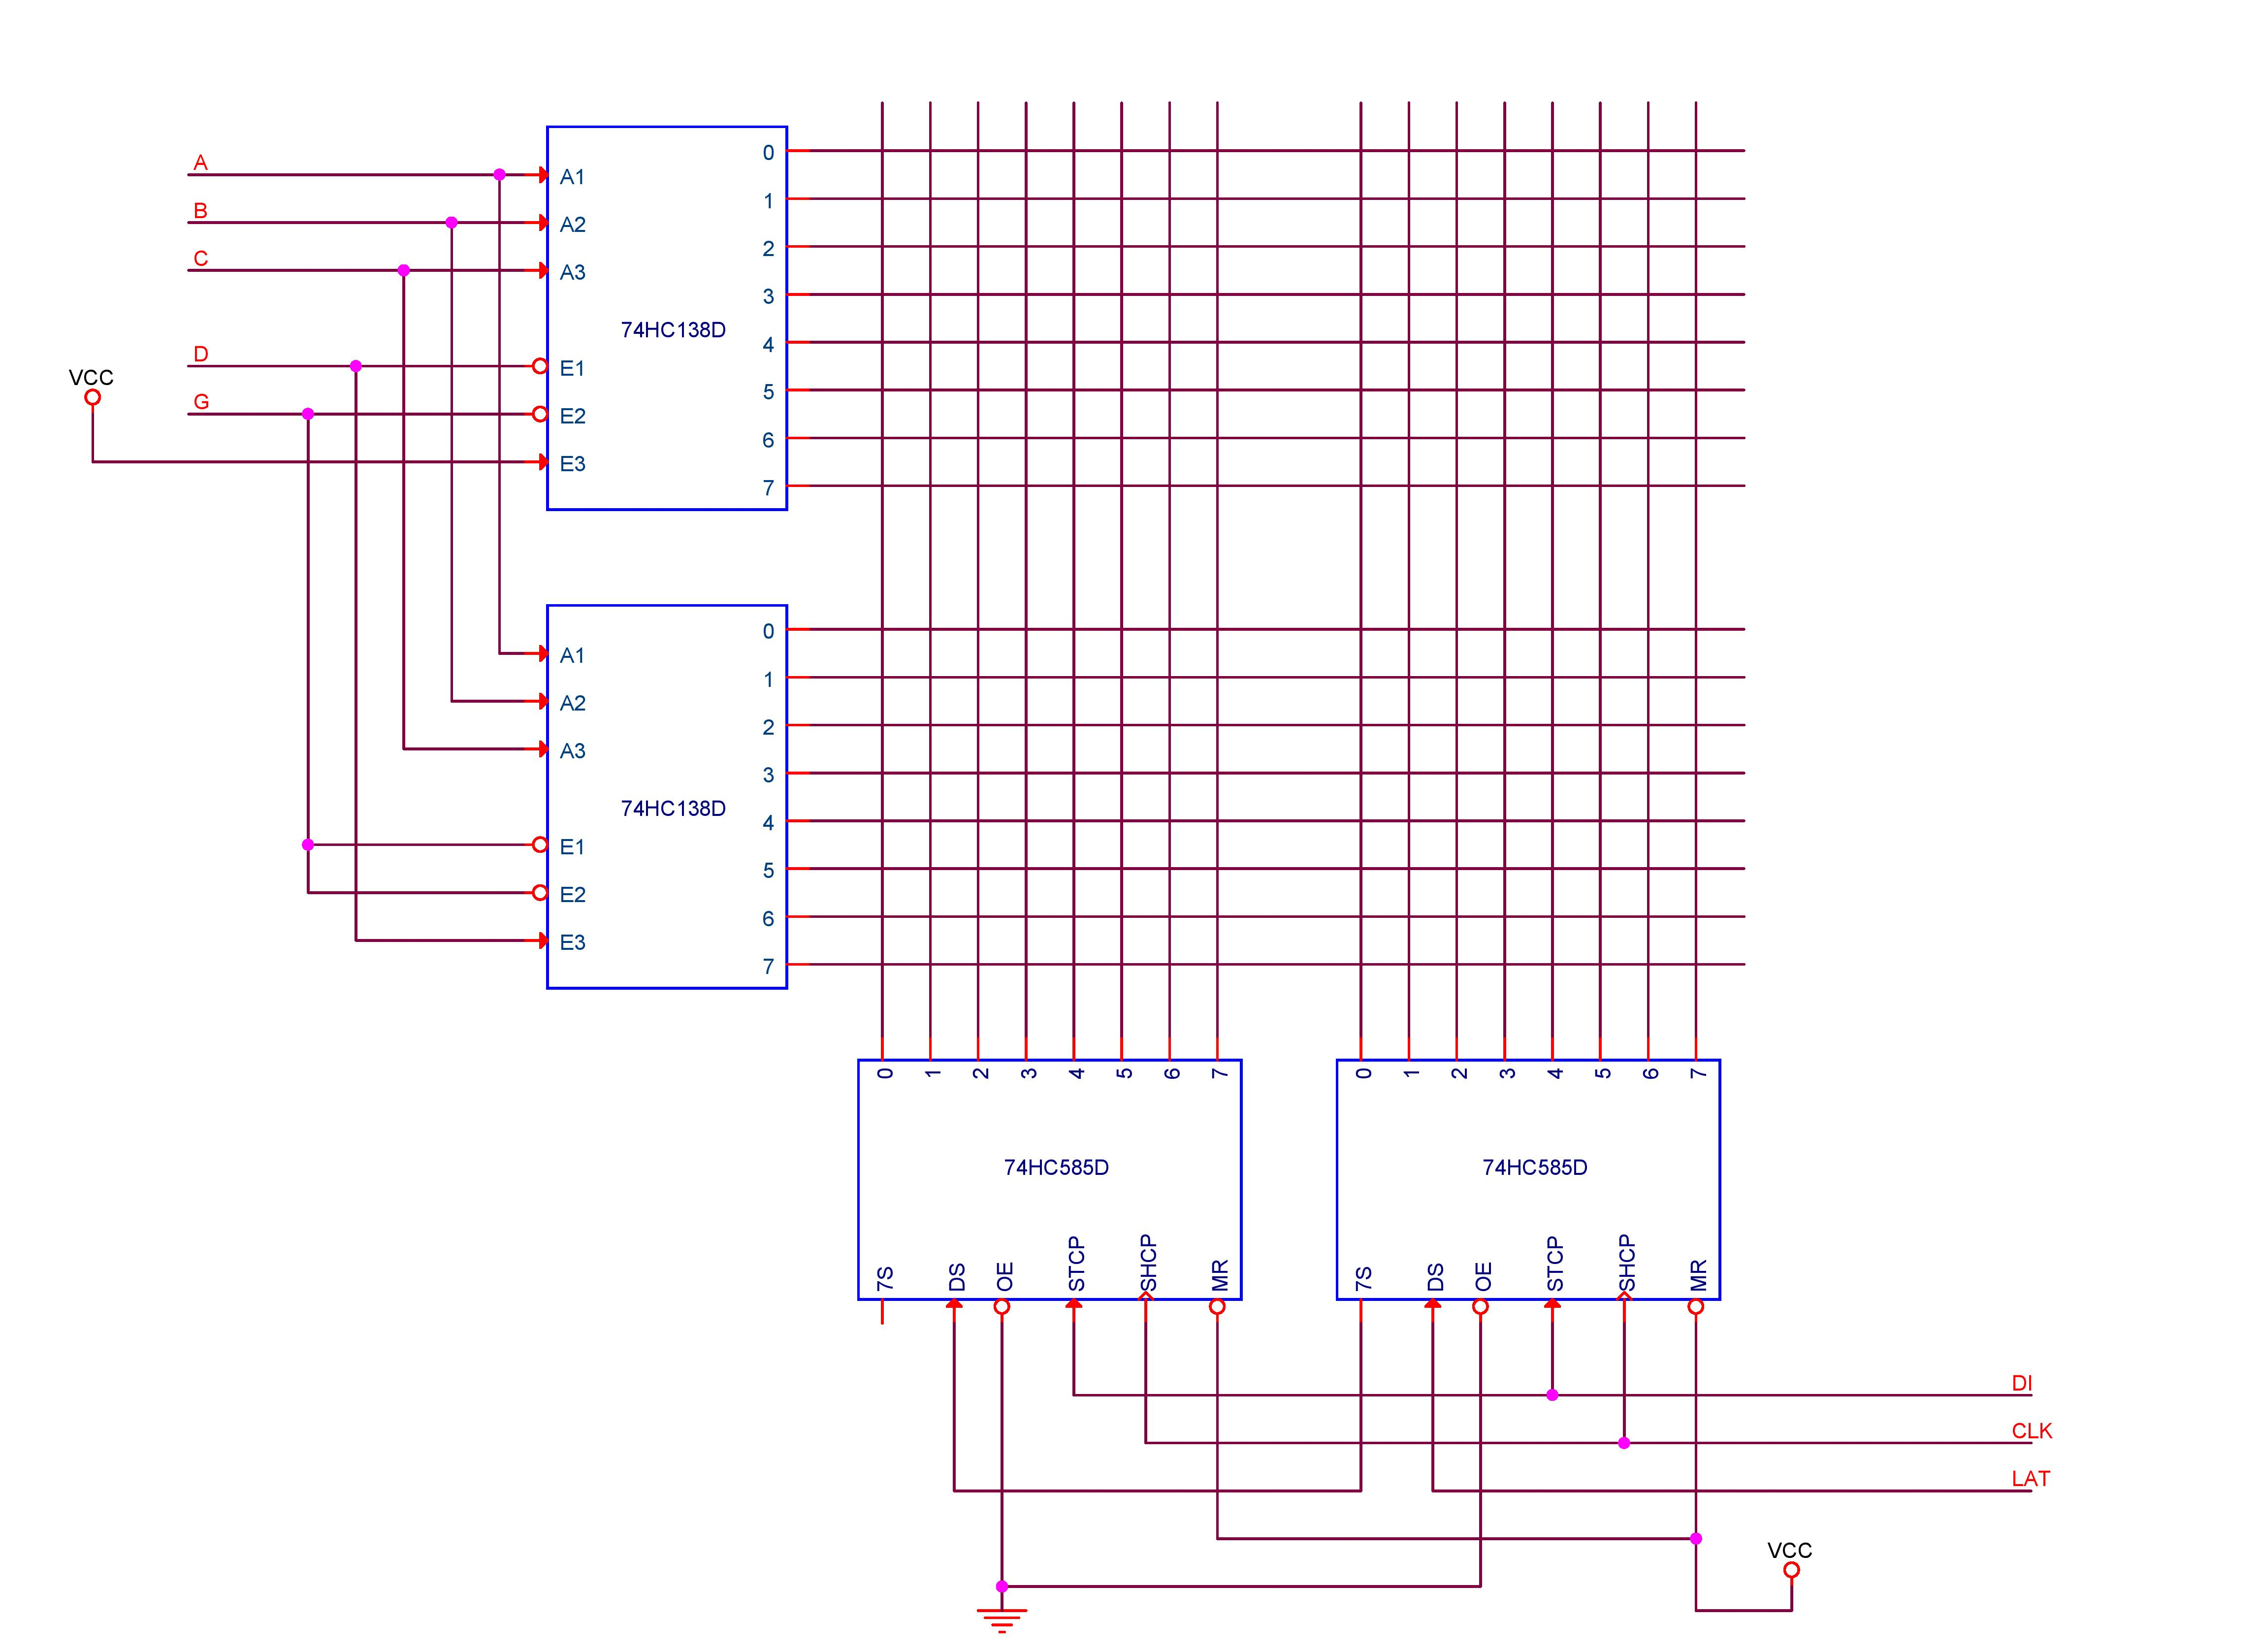 A
B
C
D
G
VCC
A1
A2
A3
E1
E2
E3
74HC138D
0
1
2
3
4
5
6
7
A1
A2
A3
E1
E2
E3
74HC138D
0
1
2
3
4
5
6
7
0 1 2 3 4 5 6 7
74HC585D
7S DS OE STCP SHCP MR
0 1 2 3 4 5 6 7
74HC585D
7S DS OE STCP SHCP MR
DI
CLK
LAT
VCC